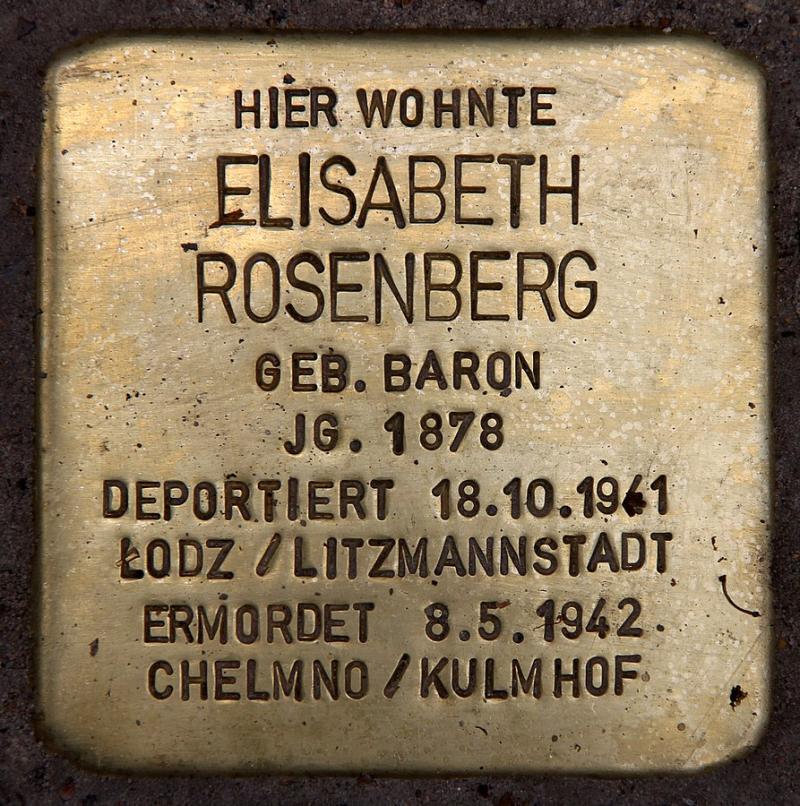 HIER WOHNTE
ELISABETH
ROSENBERG
GEB. BARON
JG. 1878
DEPORTIERT 18.10.1941
ŁODZ / LITZMANNSTADT
ERMORDET 8.5.1942
CHELMNO / KULMHOF